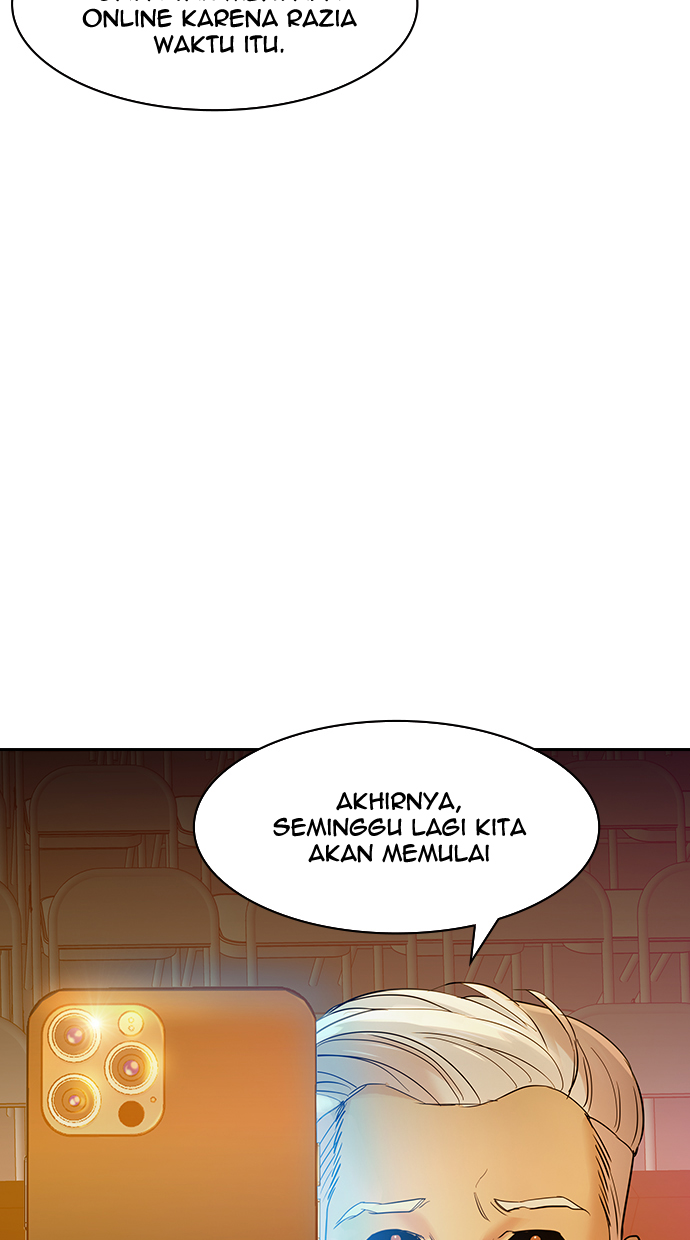 ONLINE KARENA RAZIA
WAKTU ITU.
AKHIRNYA,
SEMINGGU LAGI KITA
AKAN MEMULAI